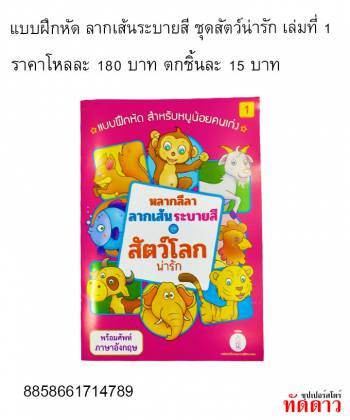 แบบฝึกหัด ลากเส้นระบายสี ชุดสัตว์น่ารัก เล่มที่ 1
ราคาโหลละ 180 บาท ตกชิ้นละ 15 บาท
1
แบบฝึกหัด สำหรับหนูน้อยคนเก่ง
หลากลีลา
ลากเส้น ระบายสี
ชุด
สัตว์โลก
น่ารัก
พร้อมศัพท์
ภาษาอังกฤษ
8858661714789
ซุปเปอร์สโตร์
ทัดดาว